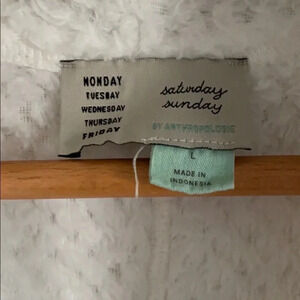 MONDAY
TUESDAY
WEDNESDAY
THURSDAY
FRIDAY
saturday
sunday
BY ANTHROPOLOGIE
L
MADE IN
INDONESIA